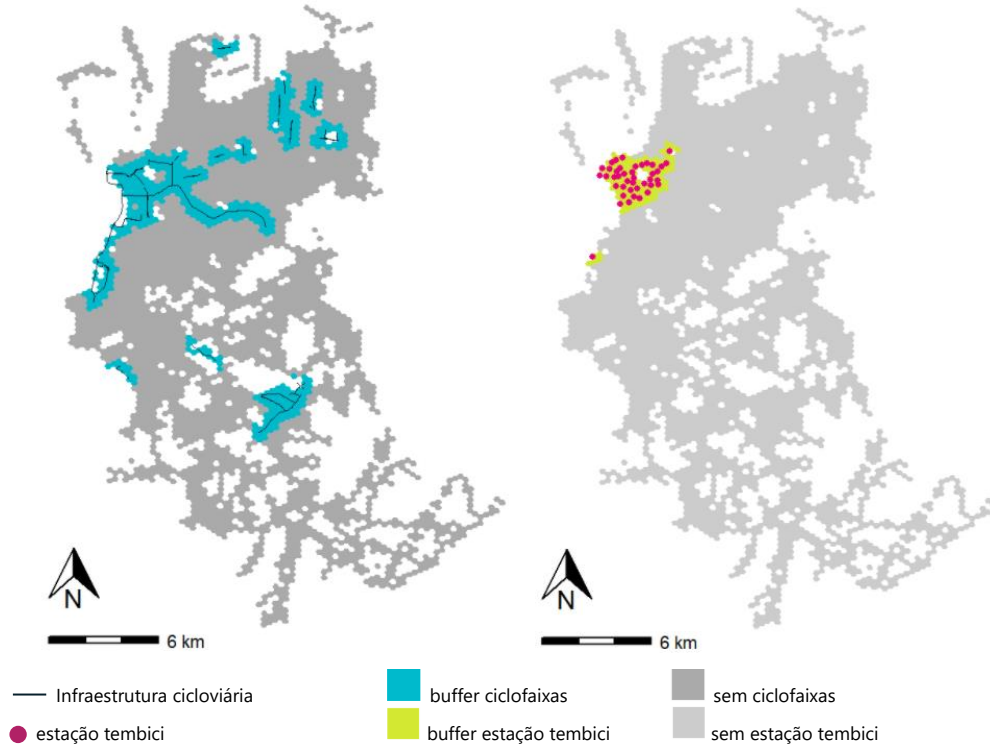 N
6 km
N
6 km
Infraestrutura cicloviária
buffer ciclofaixas
sem ciclofaixas
estação tembici
buffer estação tembici
sem estação tembici